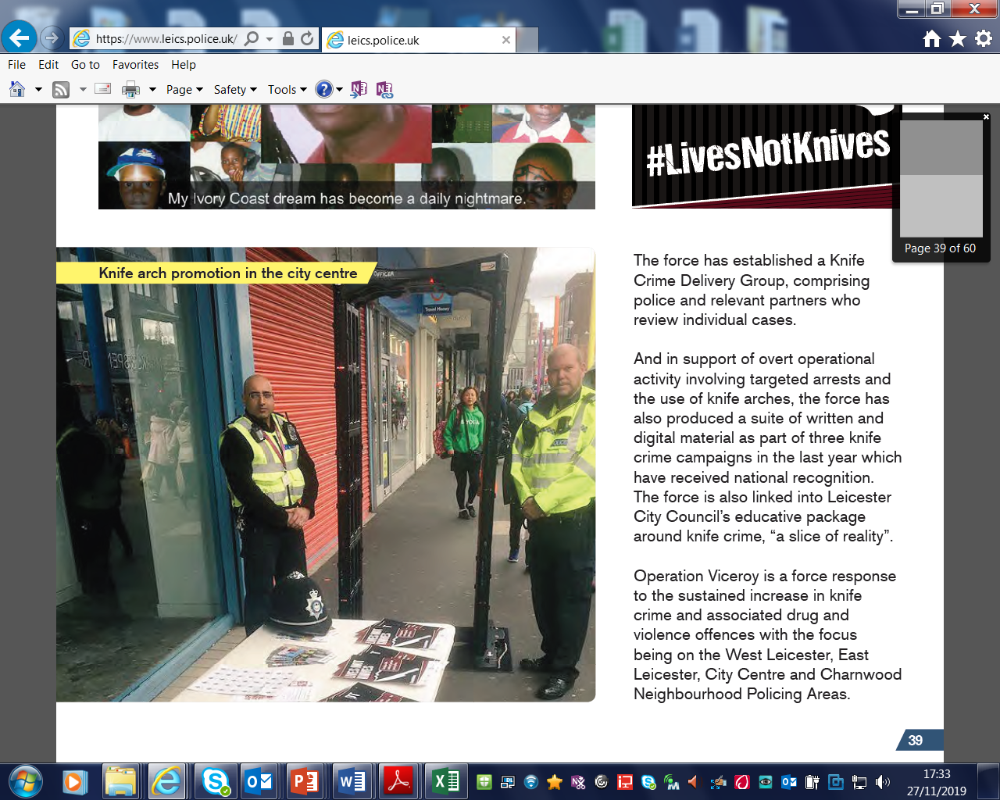 https://www.leics.police.uk/
leics.police.uk
File Edit Go to Favorites Help
Page Safety Tools
#LivesNotKnives
My Ivory Coast dream has become a daily nightmare.
Page 39 of 60
Knife arch promotion in the city centre
OFFICER
Travel Money
POLICE
The force has established a Knife
Crime Delivery Group, comprising
police and relevant partners who
review individual cases.
And in support of overt operational
activity involving targeted arrests and
the use of knife arches, the force has
also produced a suite of written and
digital material as part of three knife
crime campaigns in the last year which
have received national recognition.
The force is also linked into Leicester
City Council’s educative package
around knife crime, “a slice of reality”.
Operation Viceroy is a force response
to the sustained increase in knife
crime and associated drug and
violence offences with the focus
being on the West Leicester, East
Leicester, City Centre and Charnwood
Neighbourhood Policing Areas.
39
17:33
27/11/2019